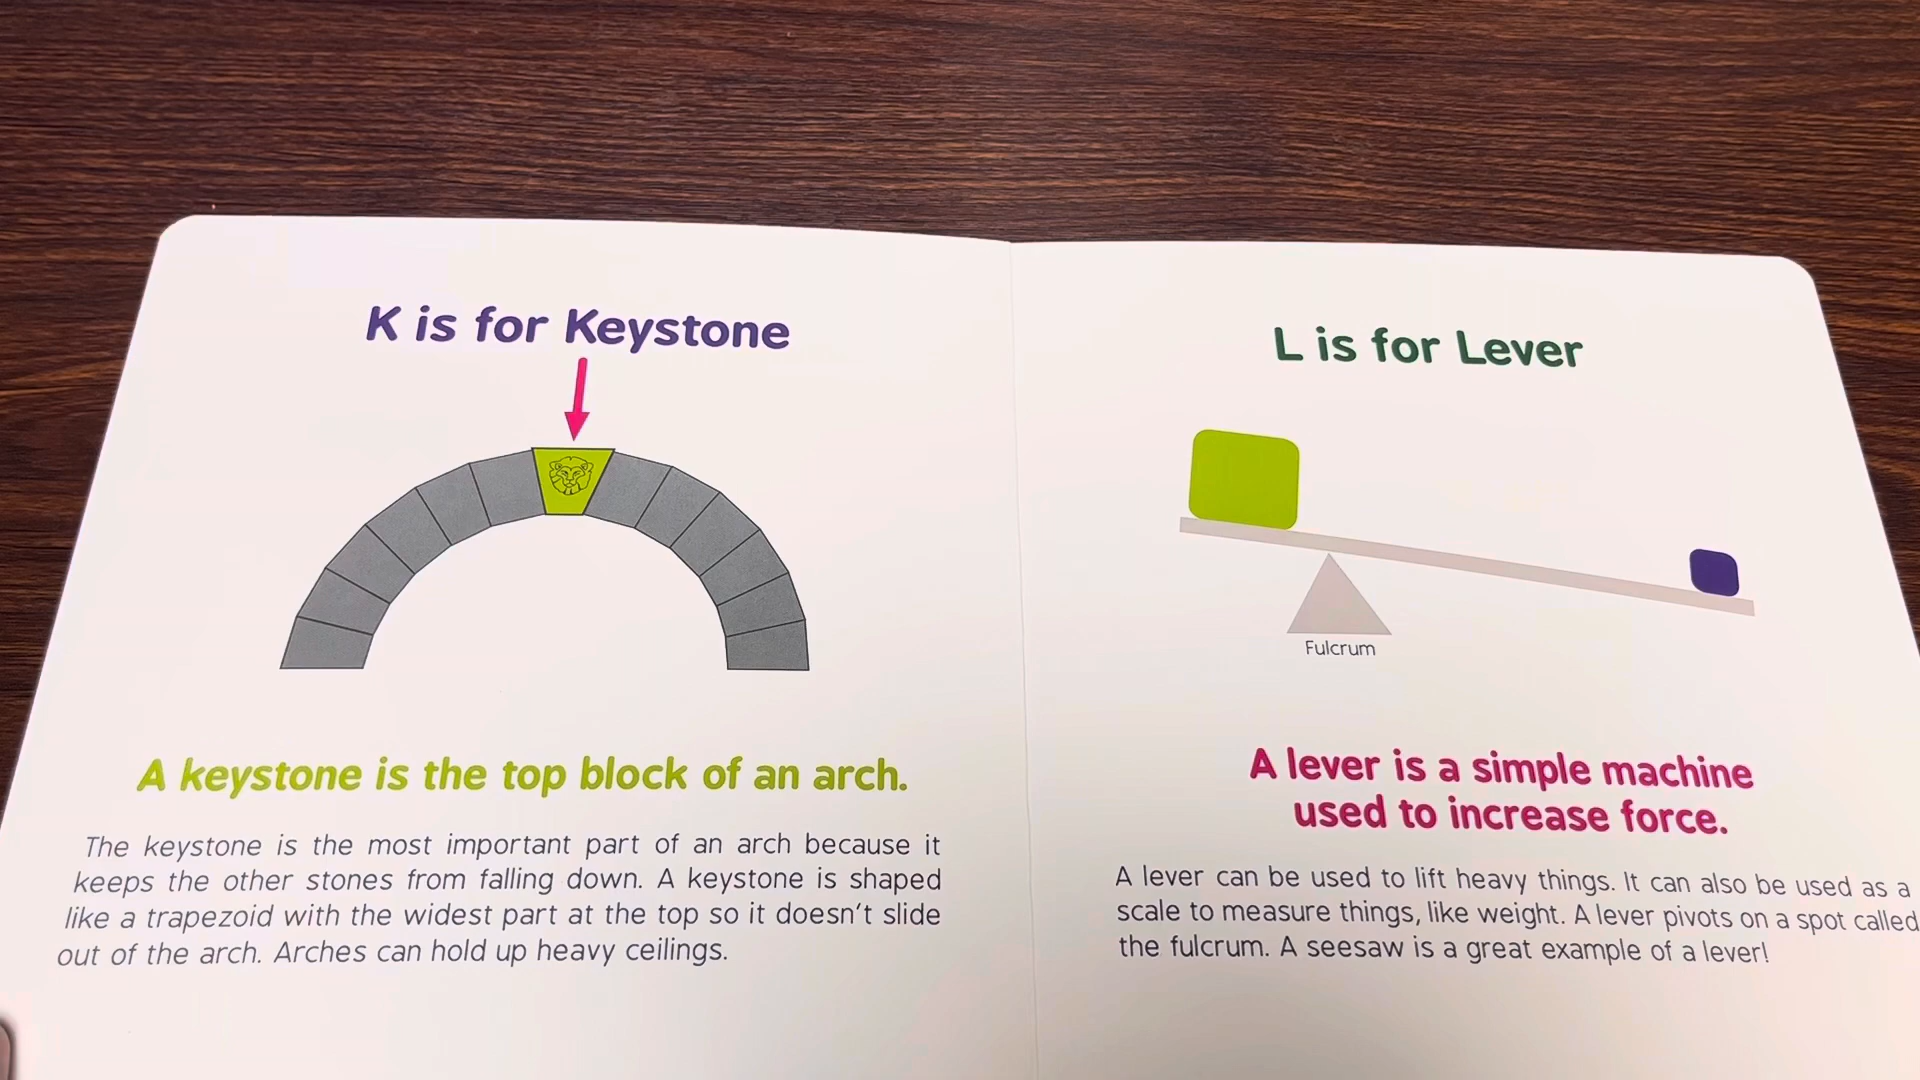 K is for Keystone
A keystone is the top block of an arch.
The keystone is the most important part of an arch because it
keeps the other stones from falling down. A keystone is shaped
like a trapezoid with the widest part at the top so it doesn't slide
out of the arch. Arches can hold up heavy ceilings.
L is for Lever
Fulcrum
A lever is a simple machine
used to increase force.
A lever can be used to lift heavy things. It can also be used as a
scale to measure things, like weight. A lever pivots on a spot called
the fulcrum. A seesaw is a great example of a lever!